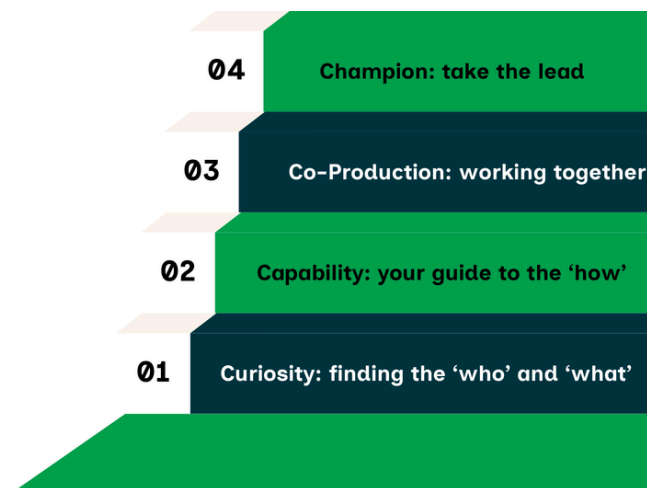 04 Champion: take the lead
03 Co-Production: working together
02 Capability: your guide to the ‘how’
01 Curiosity: finding the ‘who’ and ‘what’